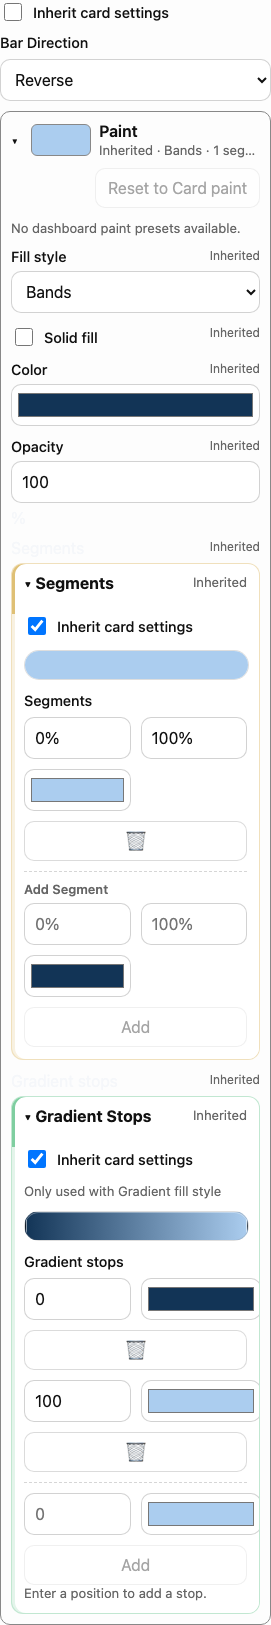 Inherit card settings
Bar Direction
Reverse
Paint
Inherited · Bands · 1 seg...
Reset to Card paint
No dashboard paint presets available.
Fill style
Inherited
Bands
Solid fill
Inherited
Color
Inherited
Opacity
Inherited
100
%
Segments
Inherited
Segments
Inherited
Inherit card settings
Segments
0%
100%
Add Segment
0%
100%
Add
Gradient stops
Inherited
Gradient Stops
Inherited
Inherit card settings
Only used with Gradient fill style
Gradient stops
0
100
0
Add
Enter a position to add a stop.